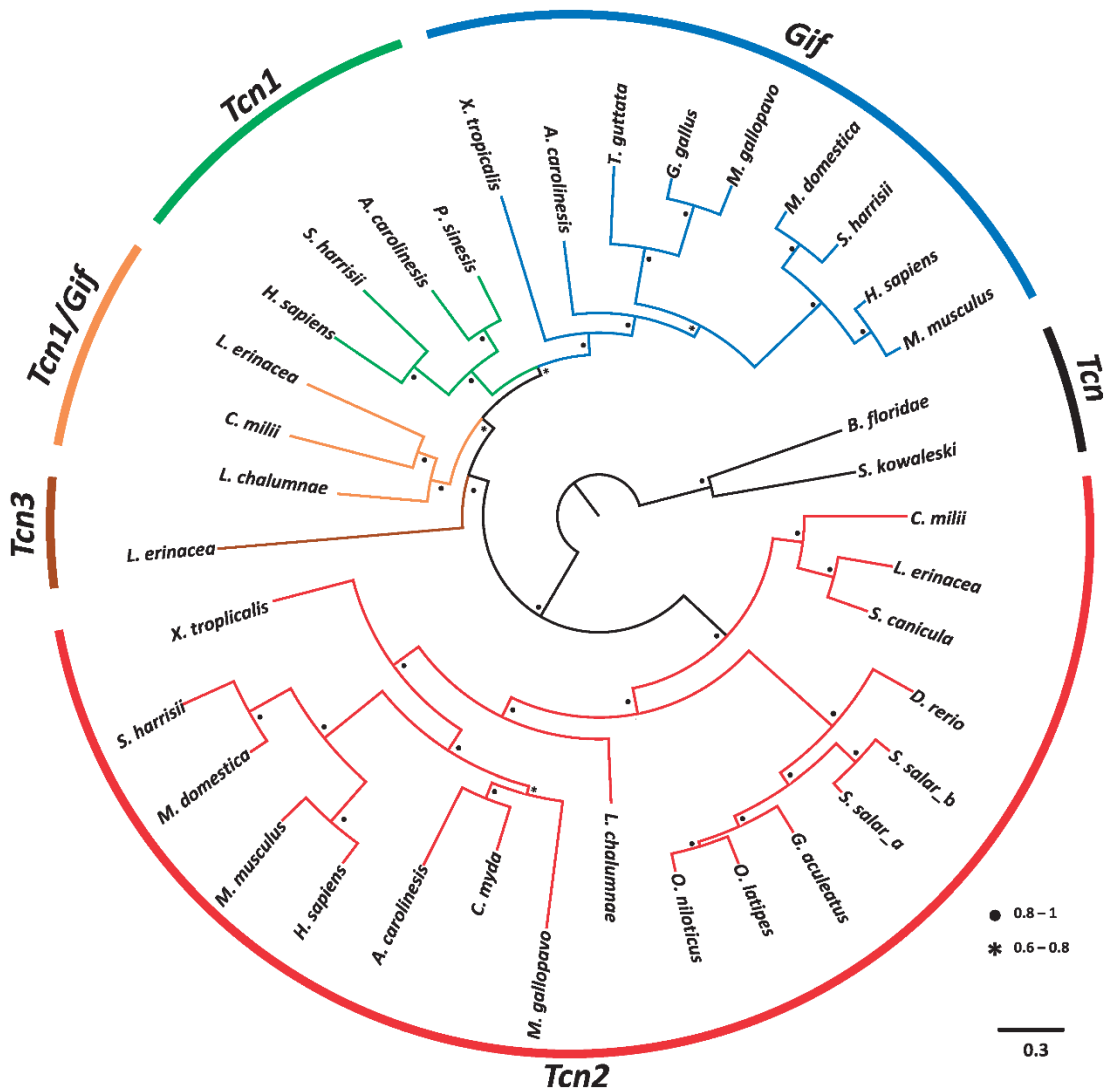 Gif
Tcn1
Tcn1/Gif
Tcn3
Tcn
Tcn2
X. tropicalis
A. carolinesis
T. guttata
G. gallus
M. gallopavo
M. domestica
S. harrisii
H. sapiens
M. musculus
P. sinesis
A. carolinesis
S. harrisii
H. sapiens
L. erinacea
C. milii
L. chalumnae
L. erinacea
B. floridae
S. kowaleski
C. milii
L. erinacea
S. canicula
D. rerio
S. salar_b
S. salar_a
G. aculeatus
O. latipes
O. niloticus
L. chalumnae
M. gallopavo
C. myda
A. carolinesis
H. sapiens
M. musculus
M. domestica
S. harrisii
X. troplicalis
0.8 – 1
* 0.6 – 0.8
0.3